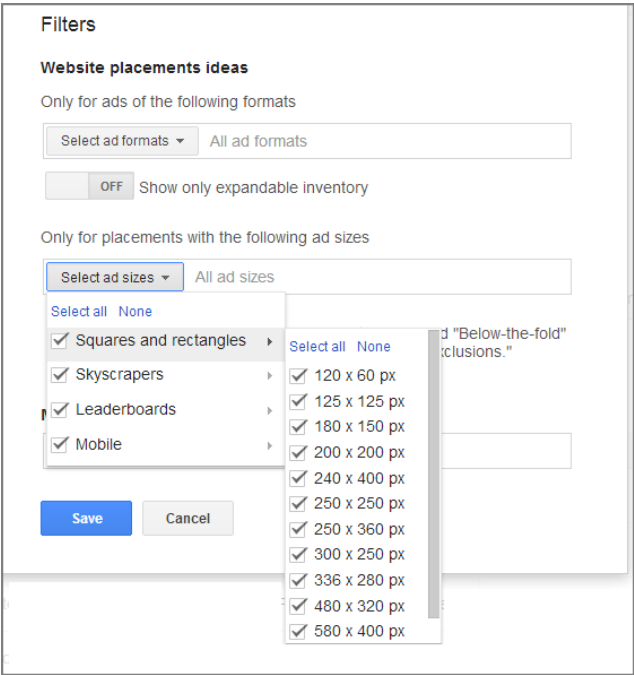 Filters
Website placements ideas
Only for ads of the following formats
Select ad formats All ad formats
OFF Show only expandable inventory
Only for placements with the following ad sizes
Select ad sizes All ad sizes
Select all None
Squares and rectangles
Skyscrapers
Leaderboards
Mobile
"Below-the-fold"
Select all None
120 x 60 px
125 x 125 px
180 x 150 px
200 x 200 px
240 x 400 px
250 x 250 px
250 x 360 px
300 x 250 px
336 x 280 px
480 x 320 px
580 x 400 px
Save Cancel